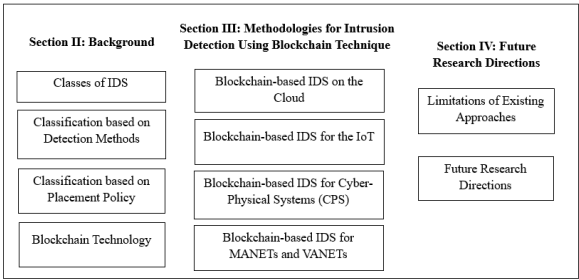 Section II: Background
Classes of IDS
Classification based on
Detection Methods
Classification based on
Placement Policy
Blockchain Technology
Section III: Methodologies for Intrusion
Detection Using Blockchain Technique
Blockchain-based IDS on the
Cloud
Blockchain-based IDS for the IoT
Blockchain-based IDS for Cyber-
Physical Systems (CPS)
Blockchain-based IDS for
MANETs and VANETs
Section IV: Future
Research Directions
Limitations of Existing
Approaches
Future Research
Directions